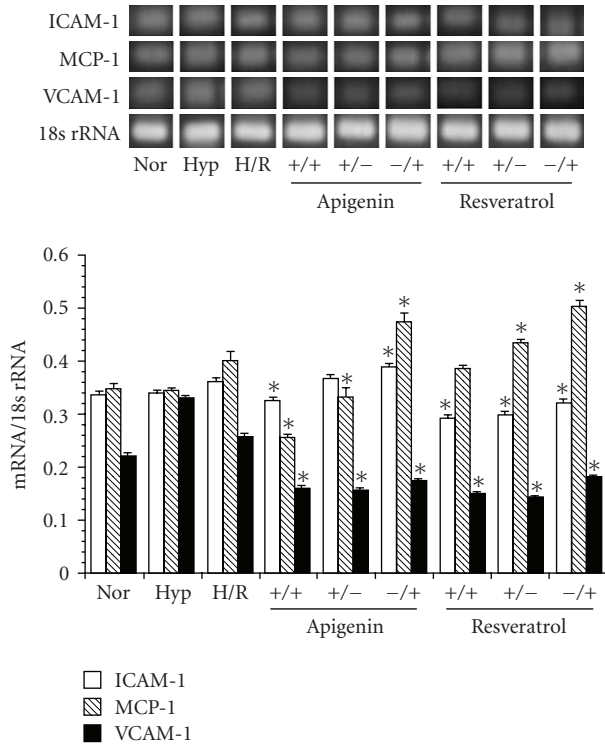 ICAM-1
MCP-1
VCAM-1
18s rRNA
Nor Hyp H/R +/+ +/− −/+ +/+ +/− −/+
Apigenin Resveratrol
0.6
0.5
0.4
0.3
0.2
0.1
0
mRNA/18s rRNA
* * * * * * * * * * * * * * * *
Nor Hyp H/R +/+ +/− −/+ +/+ +/− −/+
Apigenin Resveratrol
ICAM-1
MCP-1
VCAM-1